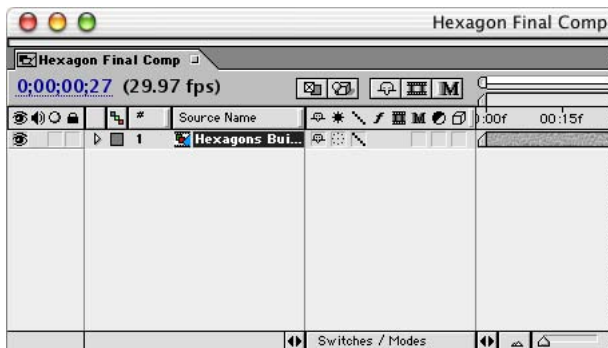 Hexagon Final Comp
Hexagon Final Comp
0;00;00;27 (29.97 fps) M
# Source Name M :00f 00:15f
1 Hexagons Bui...
Switches / Modes